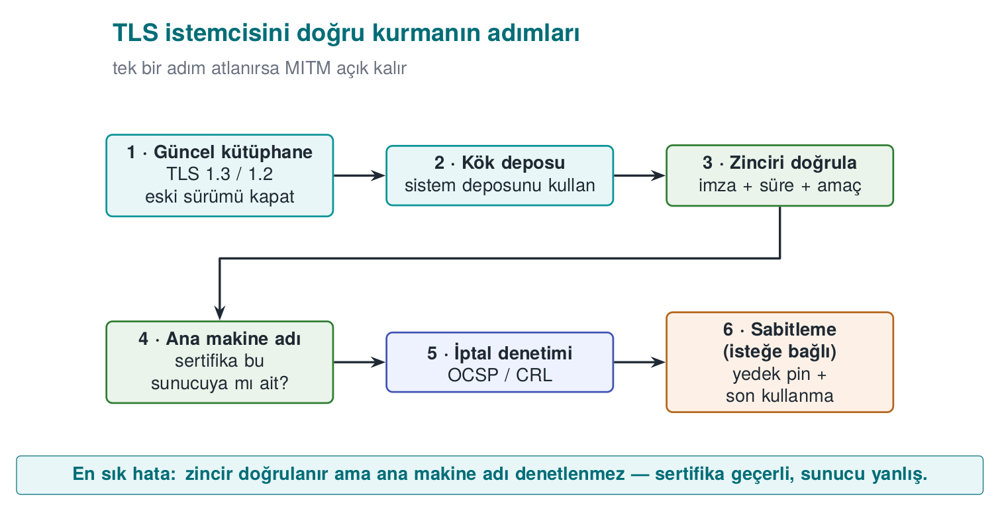 TLS istemcisini doğru kurmanın adımları
tek bir adım atlanırsa MITM açık kalır
1 · Güncel kütüphane
TLS 1.3 / 1.2
eski sürümü kapat
2 · Kök deposu
sistem deposunu kullan
3 · Zinciri doğrula
imza + süre + amaç
4 · Ana makine adı
sertifika bu
sunucuya mı ait?
5 · İptal denetimi
OCSP / CRL
6 · Sabitleme
(isteğe bağlı)
yedek pin +
son kullanma
En sık hata: zincir doğrulanır ama ana makine adı denetlenmez — sertifika geçerli, sunucu yanlış.